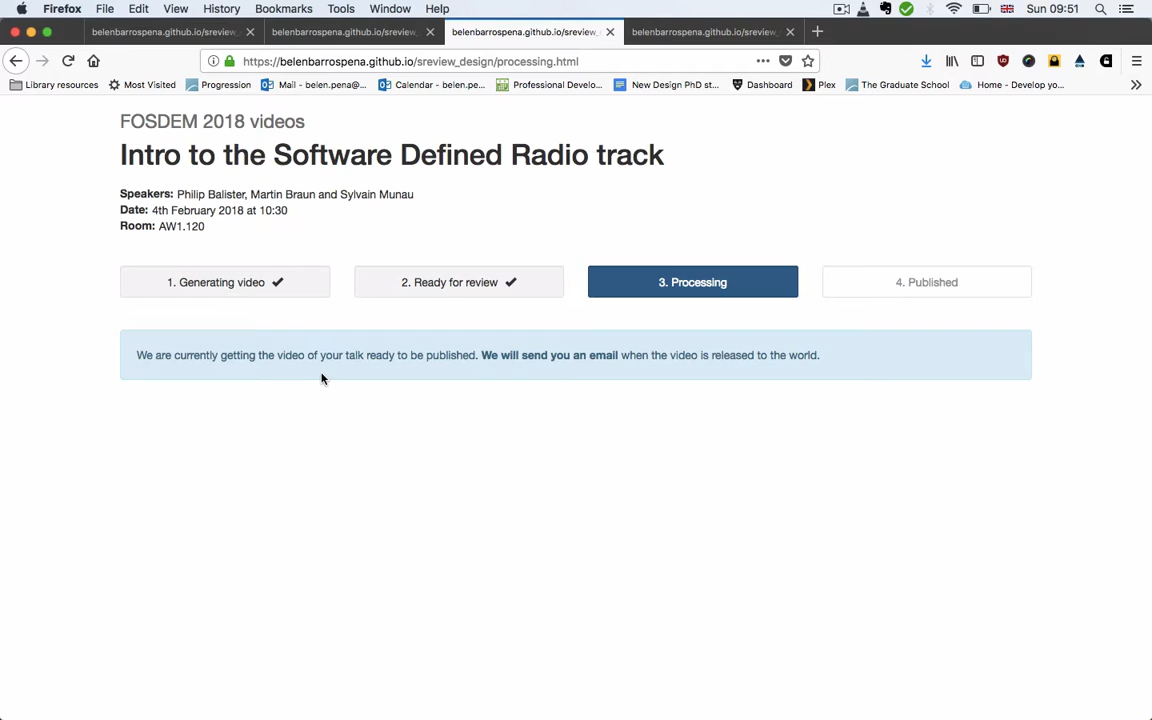 Firefox File Edit View History Bookmarks Tools Window Help Sun 09:51
belenbarrospena.github.io/sreview_ belenbarrospena.github.io/sreview_ belenbarrospena.github.io/sreview_ belenbarrospena.github.io/sreview_
https://belenbarrospena.github.io/sreview_design/processing.html
Library resources Most Visited Progression Mail - belen.pena@... Calendar - belen.pe... Professional Develo... New Design PhD st... Dashboard Plex The Graduate School Home - Develop yo...
FOSDEM 2018 videos
Intro to the Software Defined Radio track
Speakers: Philip Balister, Martin Braun and Sylvain Munau
Date: 4th February 2018 at 10:30
Room: AW1.120
1. Generating video ✔ 2. Ready for review ✔ 3. Processing 4. Published
We are currently getting the video of your talk ready to be published. We will send you an email when the video is released to the world.